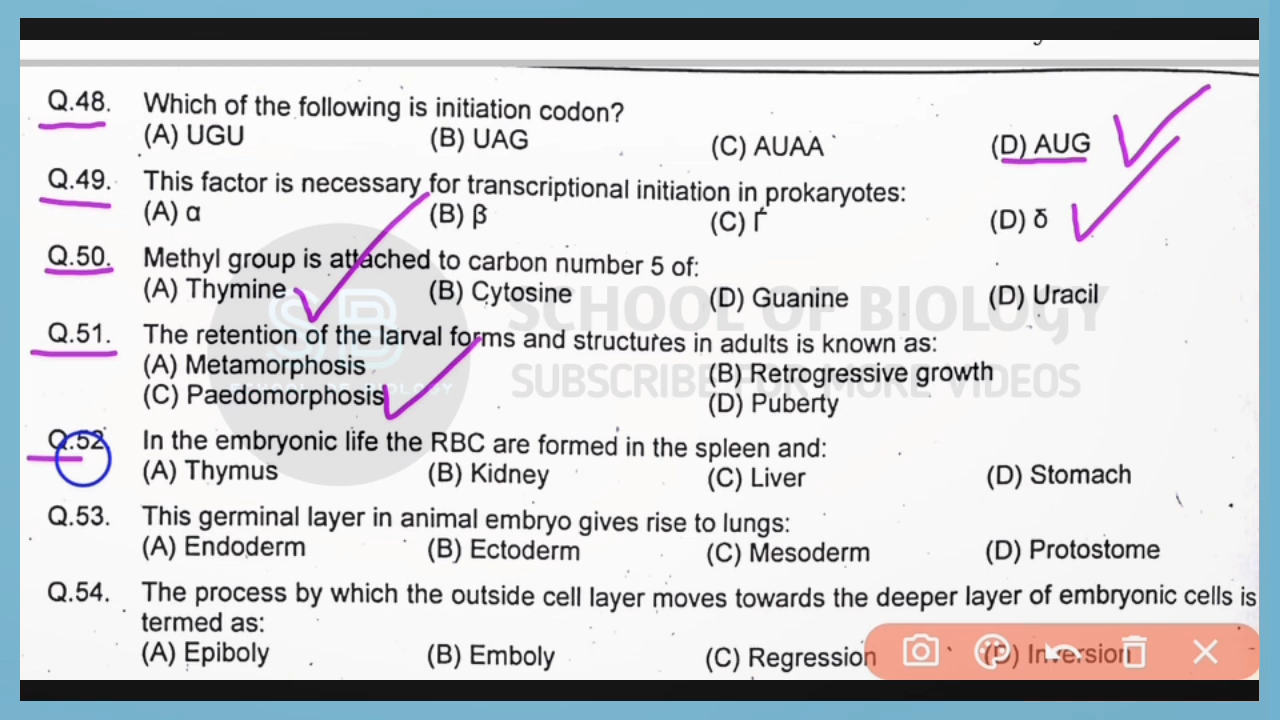 Q.48. Which of the following is initiation codon?
(A) UGU (B) UAG (C) AUAA (D) AUG
Q.49. This factor is necessary for transcriptional initiation in prokaryotes:
(A) α (B) β (C) Ѓ (D) δ
Q.50. Methyl group is attached to carbon number 5 of:
(A) Thymine (B) Cytosine (D) Guanine (D) Uracil
Q.51. The retention of the larval forms and structures in adults is known as:
(A) Metamorphosis (B) Retrogressive growth
(C) Paedomorphosis (D) Puberty
Q.52 In the embryonic life the RBC are formed in the spleen and:
(A) Thymus (B) Kidney (C) Liver (D) Stomach
Q.53. This germinal layer in animal embryo gives rise to lungs:
(A) Endoderm (B) Ectoderm (C) Mesoderm (D) Protostome
Q.54. The process by which the outside cell layer moves towards the deeper layer of embryonic cells is
termed as:
(A) Epiboly (B) Emboly (C) Regression (D) Inversion
SB
SCHOOL OF BIOLOGY
SCHOOL OF BIOLOGY
SUBSCRIBE FOR MORE VIDEOS